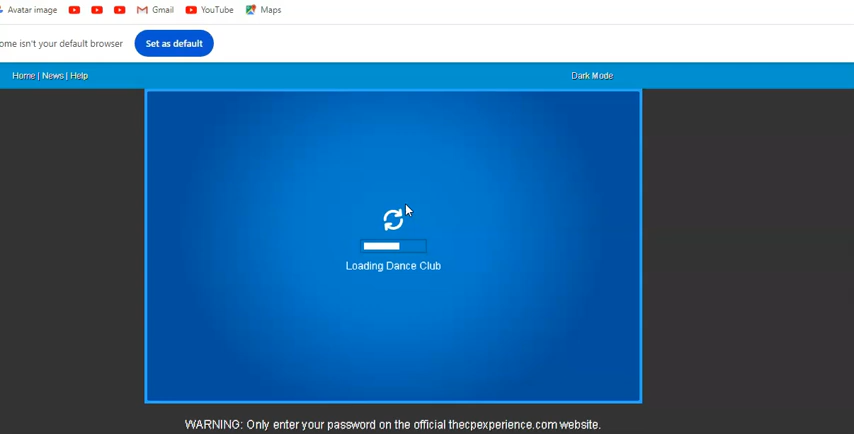 Avatar image Gmail YouTube Maps
ome isn't your default browser Set as default
Home | News | Help Dark Mode
Loading Dance Club
WARNING: Only enter your password on the official thecpexperience.com website.